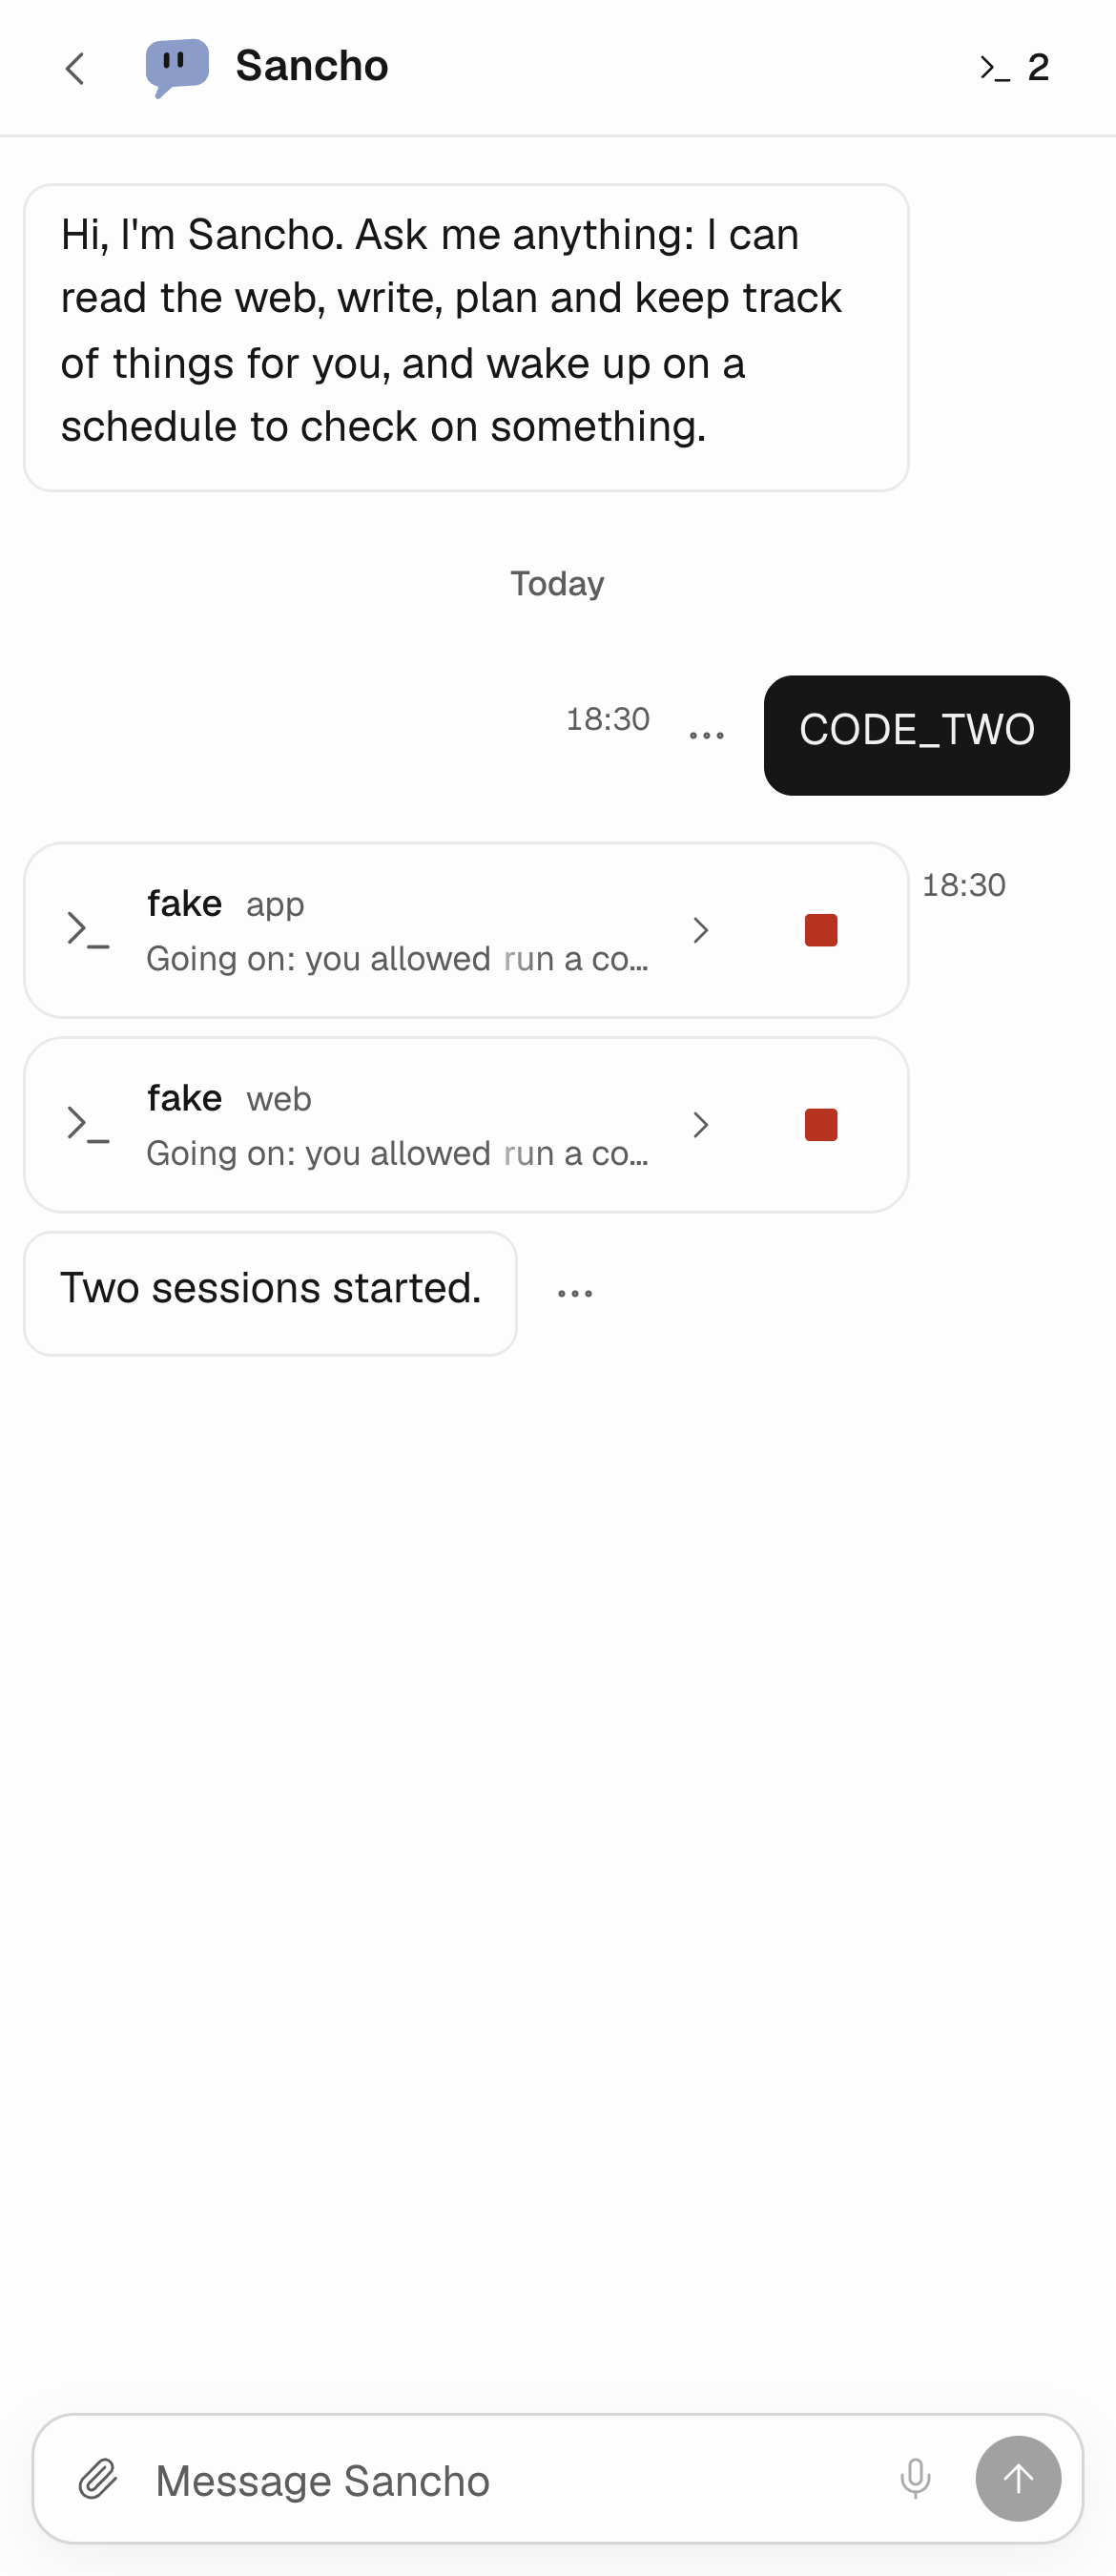 Sancho
2
Hi, I'm Sancho. Ask me anything: I can
read the web, write, plan and keep track
of things for you, and wake up on a
schedule to check on something.
Today
18:30
CODE_TWO
fake app
Going on: you allowed run a co…
18:30
fake web
Going on: you allowed run a co…
Two sessions started.
Message Sancho